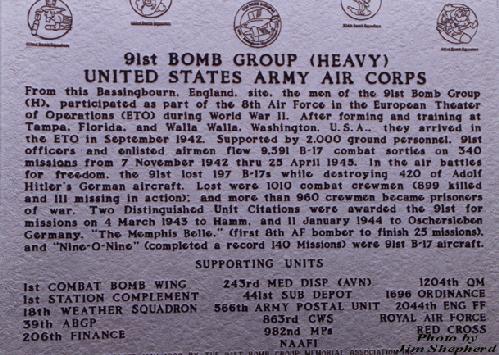 91st BOMB GROUP (HEAVY)
UNITED STATES ARMY AIR CORPS
From this Bassingbourn, England, site, the men of the 91st Bomb Group
(H), participated as part of the 8th Air Force in the European Theater
of Operations (ETO) during World War II. After forming and training at
Tampa, Florida, and Walla Walla, Washington, U.S.A., they arrived in
the ETO in September 1942. Supported by 2,000 ground personnel, 91st
officers and enlisted airmen flew 9,591 B-17 combat sorties on 340
missions from 7 November 1942 thru 25 April 1945. In the air battles
for freedom, the 91st lost 197 B-17s while destroying 420 of Adolf
Hitler's German aircraft. Lost were 1010 combat crewmen (899 killed
and 111 missing in action); and more than 960 crewmen became prisoners
of war. Two Distinguished Unit Citations were awarded the 91st for
missions on 4 March 1943 to Hamm, and 11 January 1944 to Oschersleben
Germany. "The Memphis Belle," (first 8th AF bomber to finish 25 missions),
and "Nine-O-Nine" (completed a record 140 Missions) were 91st B-17 aircraft.
SUPPORTING UNITS
1st COMBAT BOMB WING 243rd MED DISP (AVN) 1204th QM
1st STATION COMPLEMENT 441st SUB DEPOT 1696 ORDINANCE
18th WEATHER SQUADRON 556th ARMY POSTAL UNIT 2044th ENG FF
39th ABGP 863rd CWS ROYAL AIR FORCE
206th FINANCE 982nd MPs RED CROSS
NAAFI
Photo by
Jim Shepherd
91st BOMB GROUP MEMORIAL